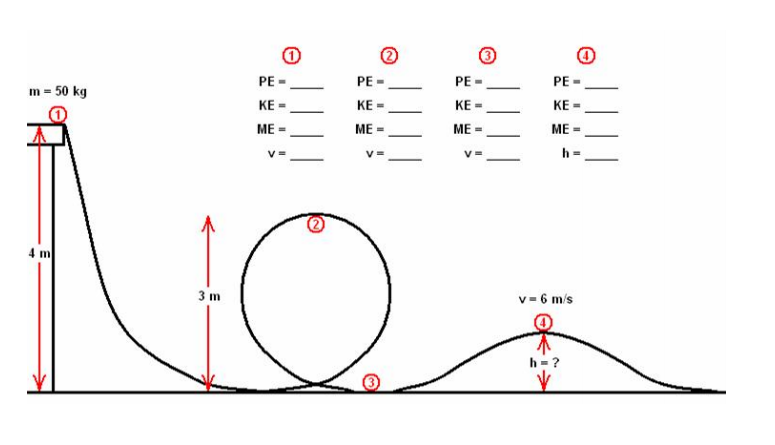 ① ② ③ ④
PE = ____ PE = ____ PE = ____ PE = ____
KE = ____ KE = ____ KE = ____ KE = ____
ME = ____ ME = ____ ME = ____ ME = ____
v = ____ v = ____ v = ____ h = ____
m = 50 kg
①
4 m
②
3 m
③
v = 6 m/s
④
h = ?